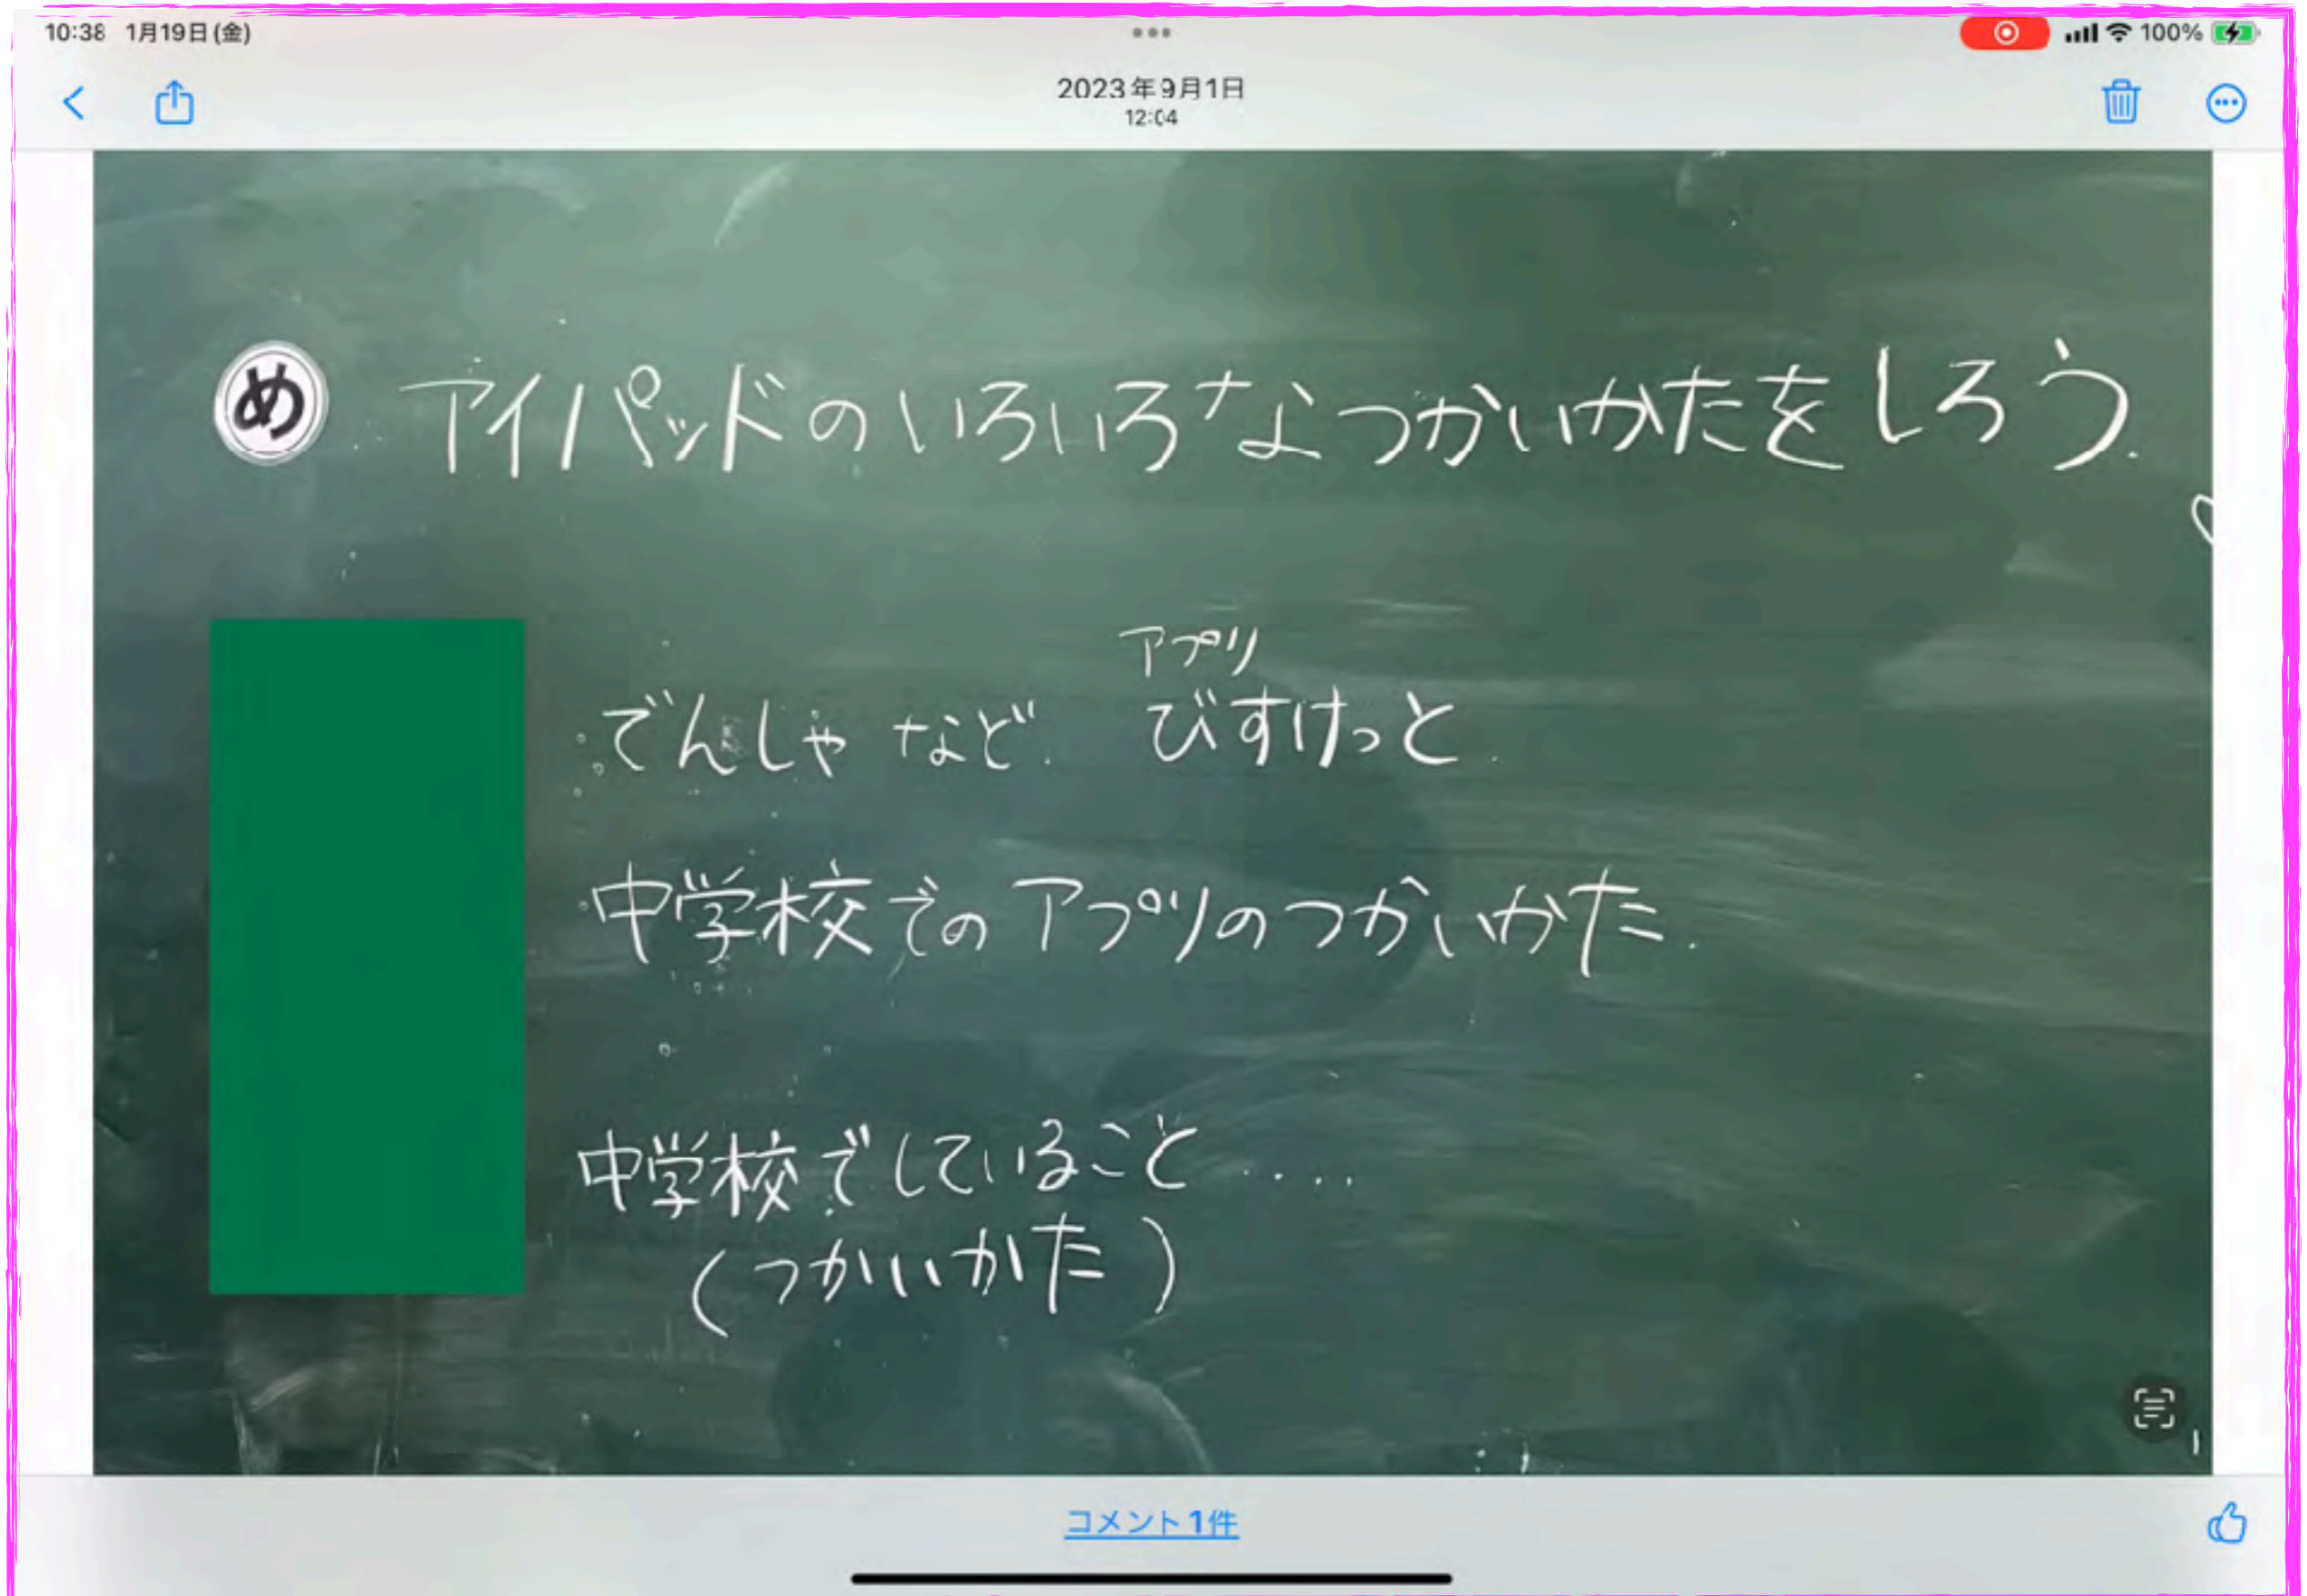 10:38 1月19日(金)
100%
2023年9月1日
12:04
め アイパッドのいろいろなつかいかたをしろう.
アプリ
・でんしゃ など. びすけっと.
・中学校でのアプリのつかいかた.
中学校でしていること ....
(つかいかた)
コメント1件